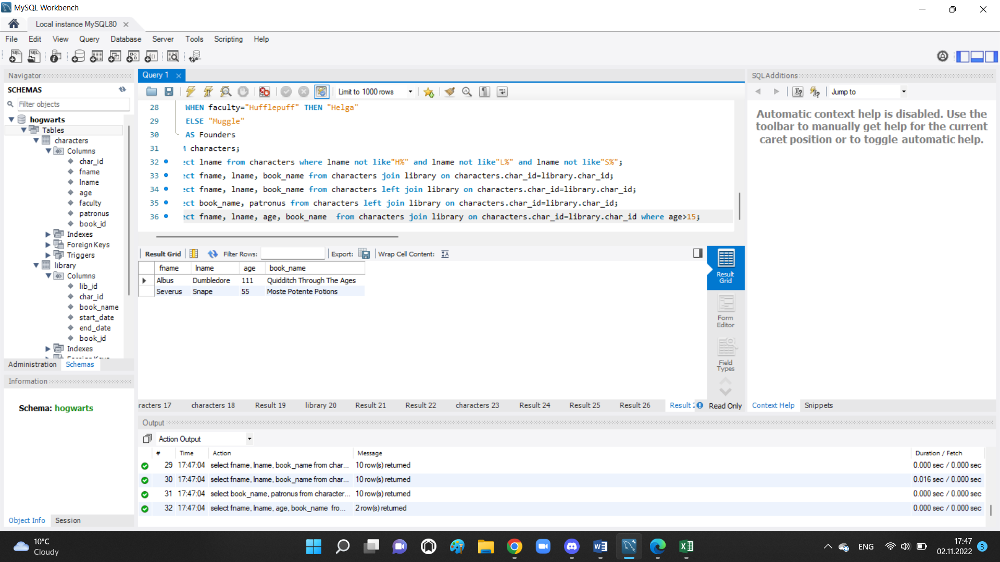 MySQL Workbench
Local instance MySQL80
File Edit View Query Database Server Tools Scripting Help
Navigator
SCHEMAS
Filter objects
hogwarts
Tables
characters
Columns
char_id
fname
lname
age
faculty
patronus
book_id
Indexes
Foreign Keys
Triggers
library
Columns
lib_id
char_id
book_name
start_date
end_date
book_id
Indexes
Foreign Keys
Administration Schemas
Information
Schema: hogwarts
Object Info Session
Query 1
Limit to 1000 rows
28 WHEN faculty="Hufflepuff" THEN "Helga"
29 ELSE "Muggle"
30 AS Founders
31 characters;
32 ect lname from characters where lname not like"H%" and lname not like"L%" and lname not like"S%";
33 ect fname, lname, book_name from characters join library on characters.char_id=library.char_id;
34 ect fname, lname, book_name from characters left join library on characters.char_id=library.char_id;
35 ect book_name, patronus from characters left join library on characters.char_id=library.char_id;
36 ect fname, lname, age, book_name  from characters join library on characters.char_id=library.char_id where age>15;
Result Grid Filter Rows: Export: Wrap Cell Content:
fname lname age book_name
Albus Dumbledore 111 Quidditch Through The Ages
Severus Snape 55 Moste Potente Potions
Result Grid
Form Editor
Field Types
racters 17 characters 18 Result 19 library 20 Result 21 Result 22 characters 23 Result 24 Result 25 Result 26 Result 2 Read Only
SQLAdditions
Jump to
Automatic context help is disabled. Use the
toolbar to manually get help for the current
caret position or to toggle automatic help.
Context Help Snippets
Output
Action Output
# Time Action Message Duration / Fetch
29 17:47:04 select fname, lname, book_name from char... 10 row(s) returned 0.000 sec / 0.000 sec
30 17:47:04 select fname, lname, book_name from char... 10 row(s) returned 0.016 sec / 0.000 sec
31 17:47:04 select book_name, patronus from character... 10 row(s) returned 0.000 sec / 0.000 sec
32 17:47:04 select fname, lname, age, book_name  fro... 2 row(s) returned 0.000 sec / 0.000 sec
10°C
Cloudy
ENG
17:47
02.11.2022
3